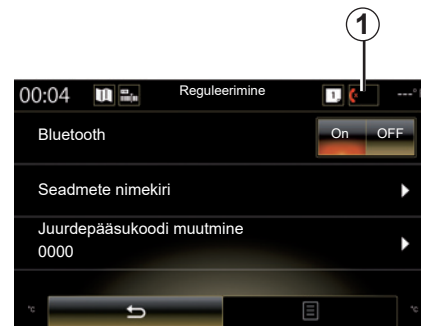 1
00:04 Reguleerimine 1 ---°
Bluetooth On OFF
Seadmete nimekiri
Juurdepääsukoodi muutmine
0000
°C °C